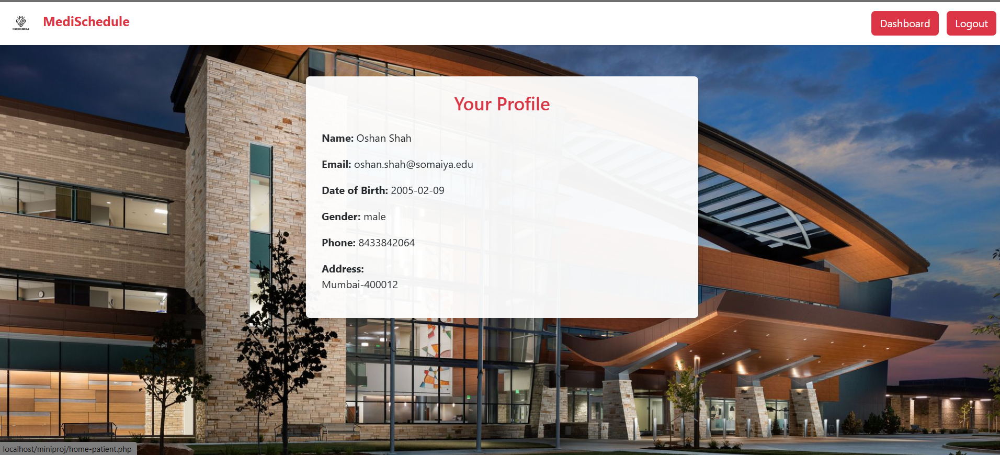 MEDISCHEDULE
MediSchedule
Dashboard
Logout
Your Profile
Name: Oshan Shah
Email: oshan.shah@somaiya.edu
Date of Birth: 2005-02-09
Gender: male
Phone: 8433842064
Address:
Mumbai-400012
localhost/miniproj/home-patient.php